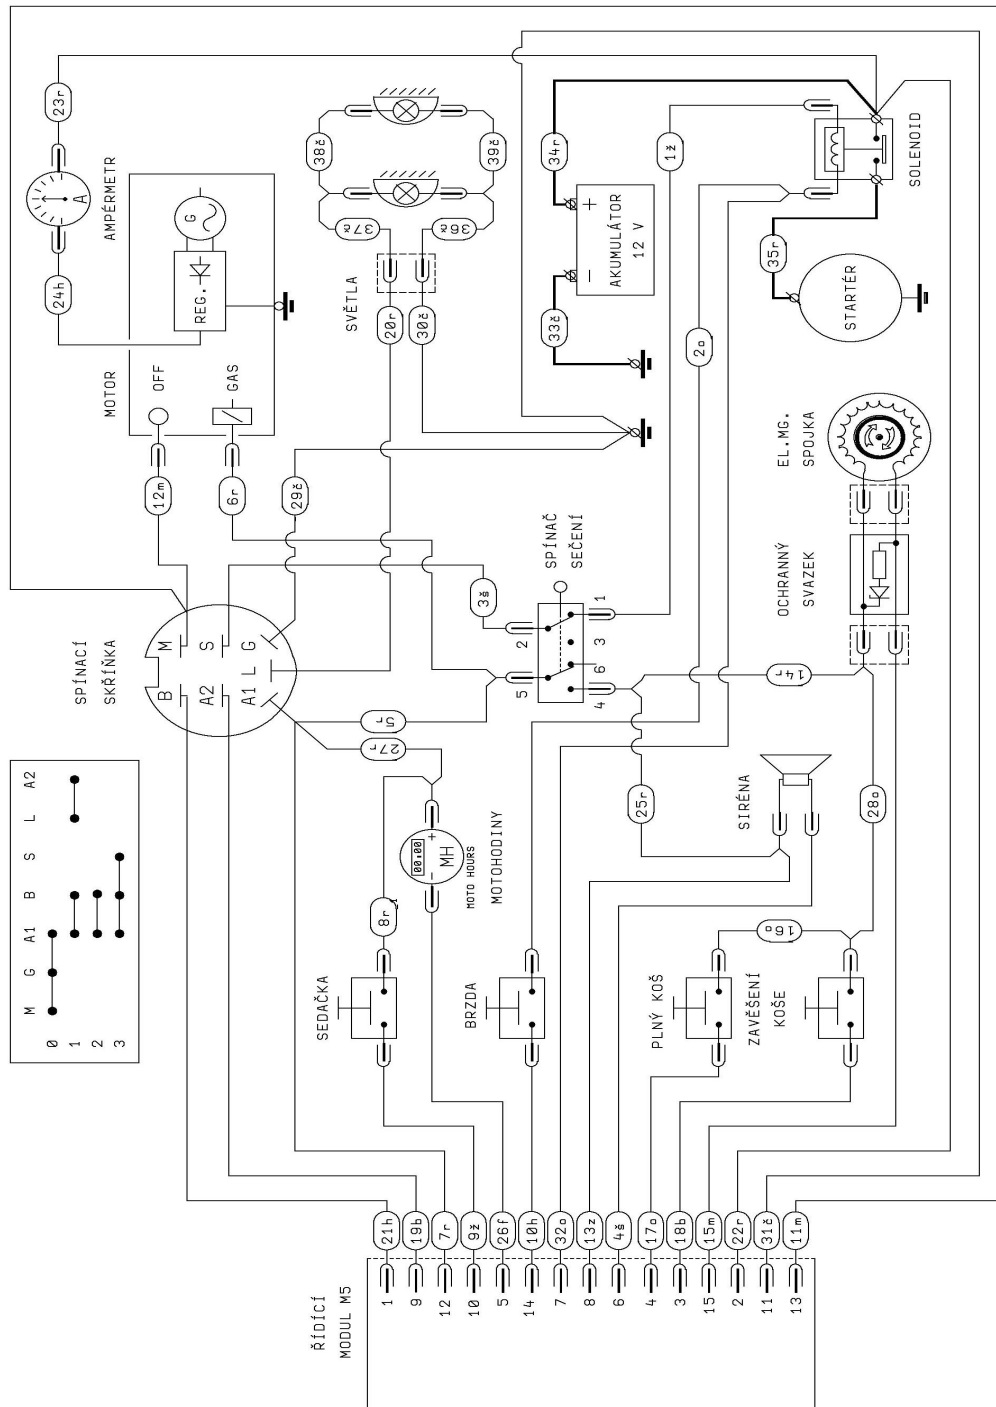 M G A1 B S L A2
0
1
2
3
SPÍNACÍ
SKŘÍŇKA
B M
A2 S
A1 L G
MOTOR
OFF
GAS
REG.
G
AMPÉRMETR
A
23r
24h
12m
6r
29č
SVĚTLA
38č
39č
37r
36č
20r
30č
34r
33č
AKUMULÁTOR
12 V
+
–
1ž
2o
35r
STARTÉR
SOLENOID
3š
SPÍNAČ
SEČENÍ
2
1
3
5
6
4
5r
27r
8r
00:00
MH
– +
MOTO HOURS
MOTOHODINY
SEDAČKA
BRZDA
PLNÝ KOŠ
ZAVĚŠENÍ
KOŠE
25r
14r
SIRÉNA
28o
16o
OCHRANNÝ
SVAZEK
EL.MG.
SPOJKA
ŘÍDÍCÍ
MODUL M5
1 21h
9 19b
12 7r
10 9ž
5 26f
14 10h
7 32o
8 13z
6 4š
4 17o
3 18b
15 15m
2 22r
11 31č
13 11m